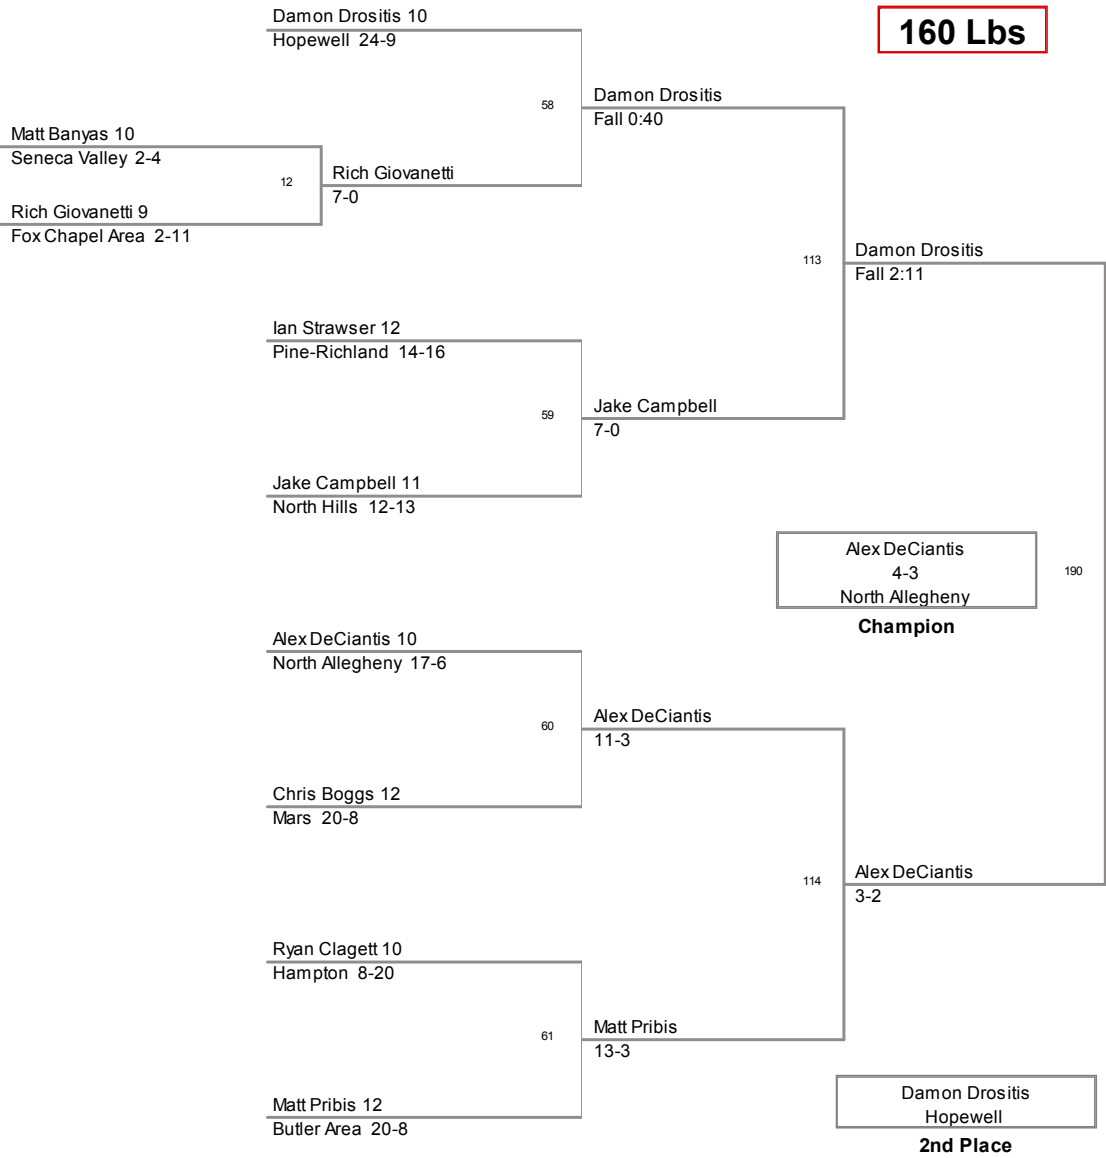 Damon Drositis 10
Hopewell 24-9
160 Lbs
58
Damon Drositis
Fall 0:40
Matt Banyas 10
Seneca Valley 2-4
12
Rich Giovanetti
7-0
Rich Giovanetti 9
Fox Chapel Area 2-11
113
Damon Drositis
Fall 2:11
Ian Strawser 12
Pine-Richland 14-16
59
Jake Campbell
7-0
Jake Campbell 11
North Hills 12-13
Alex DeCiantis
4-3
North Allegheny
190
Champion
Alex DeCiantis 10
North Allegheny 17-6
60
Alex DeCiantis
11-3
Chris Boggs 12
Mars 20-8
114
Alex DeCiantis
3-2
Ryan Clagett 10
Hampton 8-20
61
Matt Pribis
13-3
Matt Pribis 12
Butler Area 20-8
Damon Drositis
Hopewell
2nd Place